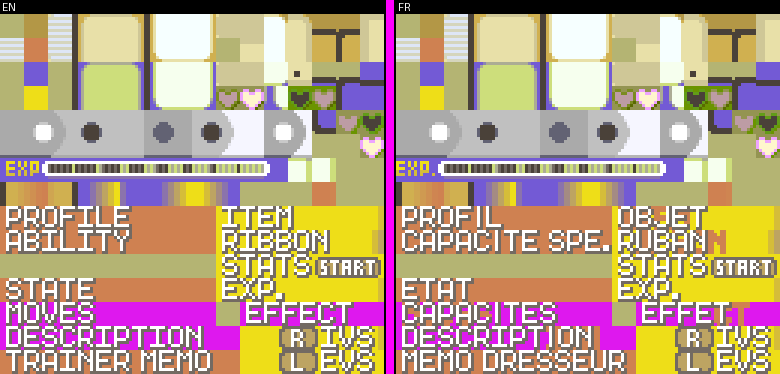 EN
FR
EXP
PROFILE
ABILITY
STATE
MOVES
DESCRIPTION
TRAINER MEMO
ITEM
RIBBON
STATS START
EXP.
EFFECT
R IVS
L EVS
EXP.
PROFIL
CAPACITE SPE.
ETAT
CAPACITES
DESCRIPTION
MEMO DRESSEUR
OBJET
RUBAN
STATS START
EXP.
EFFET
R IVS
L EVS